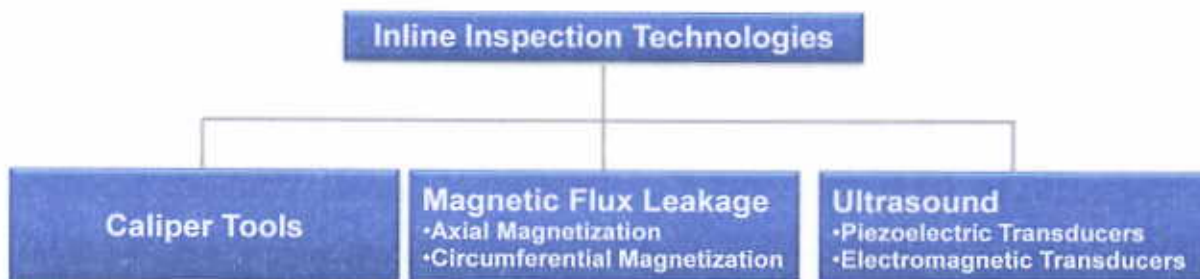 Inline Inspection Technologies
Caliper Tools
Magnetic Flux Leakage
•Axial Magnetization
•Circumferential Magnetization
Ultrasound
•Piezoelectric Transducers
•Electromagnetic Transducers